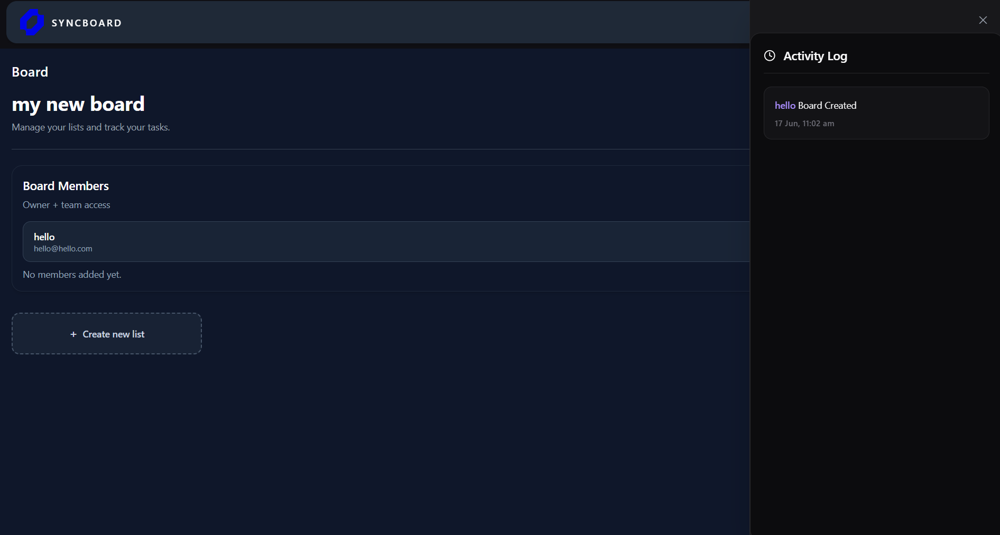 SYNCBOARD
Board
my new board
Manage your lists and track your tasks.
Board Members
Owner + team access
hello
hello@hello.com
No members added yet.
+ Create new list
Activity Log
hello Board Created
17 Jun, 11:02 am